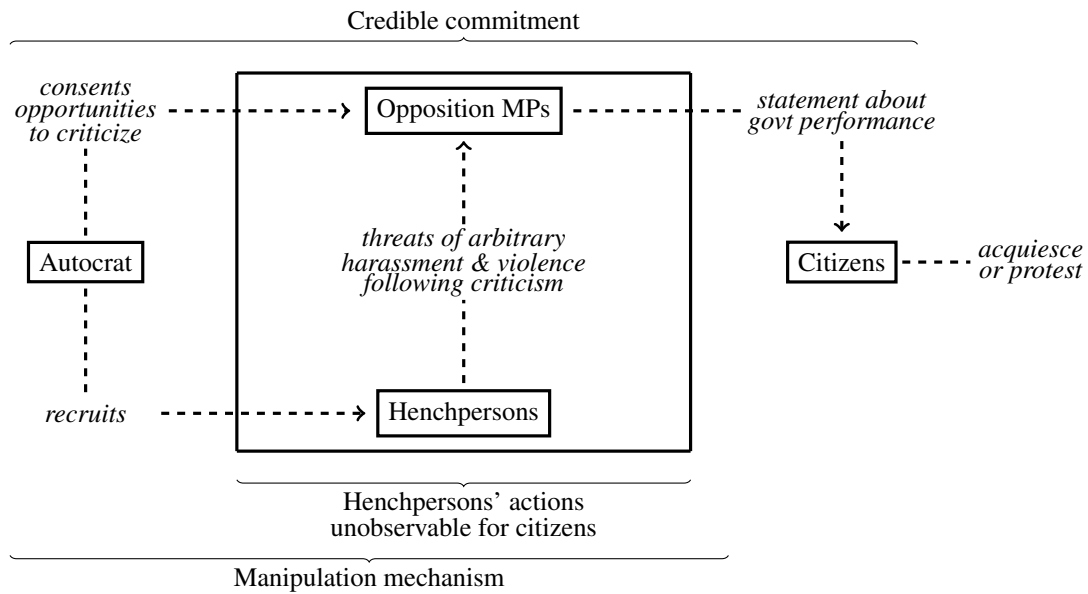 Credible commitment
consents
opportunities
to criticize
Opposition MPs
statement about
govt performance
Autocrat
threats of arbitrary
harassment & violence
following criticism
Citizens
acquiesce
or protest
recruits
Henchpersons
Henchpersons’ actions
unobservable for citizens
Manipulation mechanism